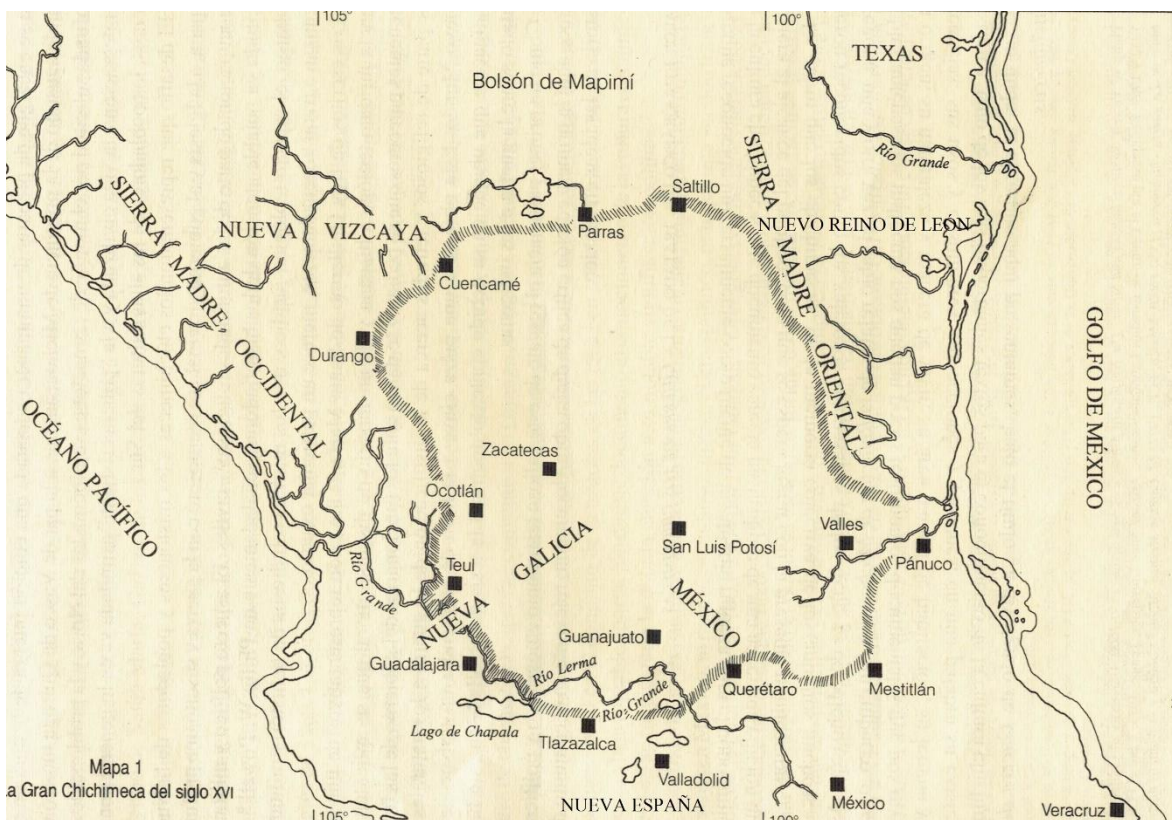 105°
100°
TEXAS
Bolsón de Mapimí
Río Grande
SIERRA MADRE OCCIDENTAL
NUEVA VIZCAYA
Parras
Saltillo
SIERRA MADRE ORIENTAL
NUEVO REINO DE LEÓN
Cuencamé
Durango
GOLFO DE MÉXICO
OCÉANO PACÍFICO
Zacatecas
Ocotlán
NUEVA GALICIA
San Luis Potosí
Valles
Pánuco
Río Grande
Teul
MÉXICO
Guanajuato
Guadalajara
Río Lerma
Río Grande
Querétaro
Mestitlán
Lago de Chapala
Tlazazalca
Valladolid
México
Veracruz
NUEVA ESPAÑA
Mapa 1
a Gran Chichimeca del siglo XVI
105°
100°